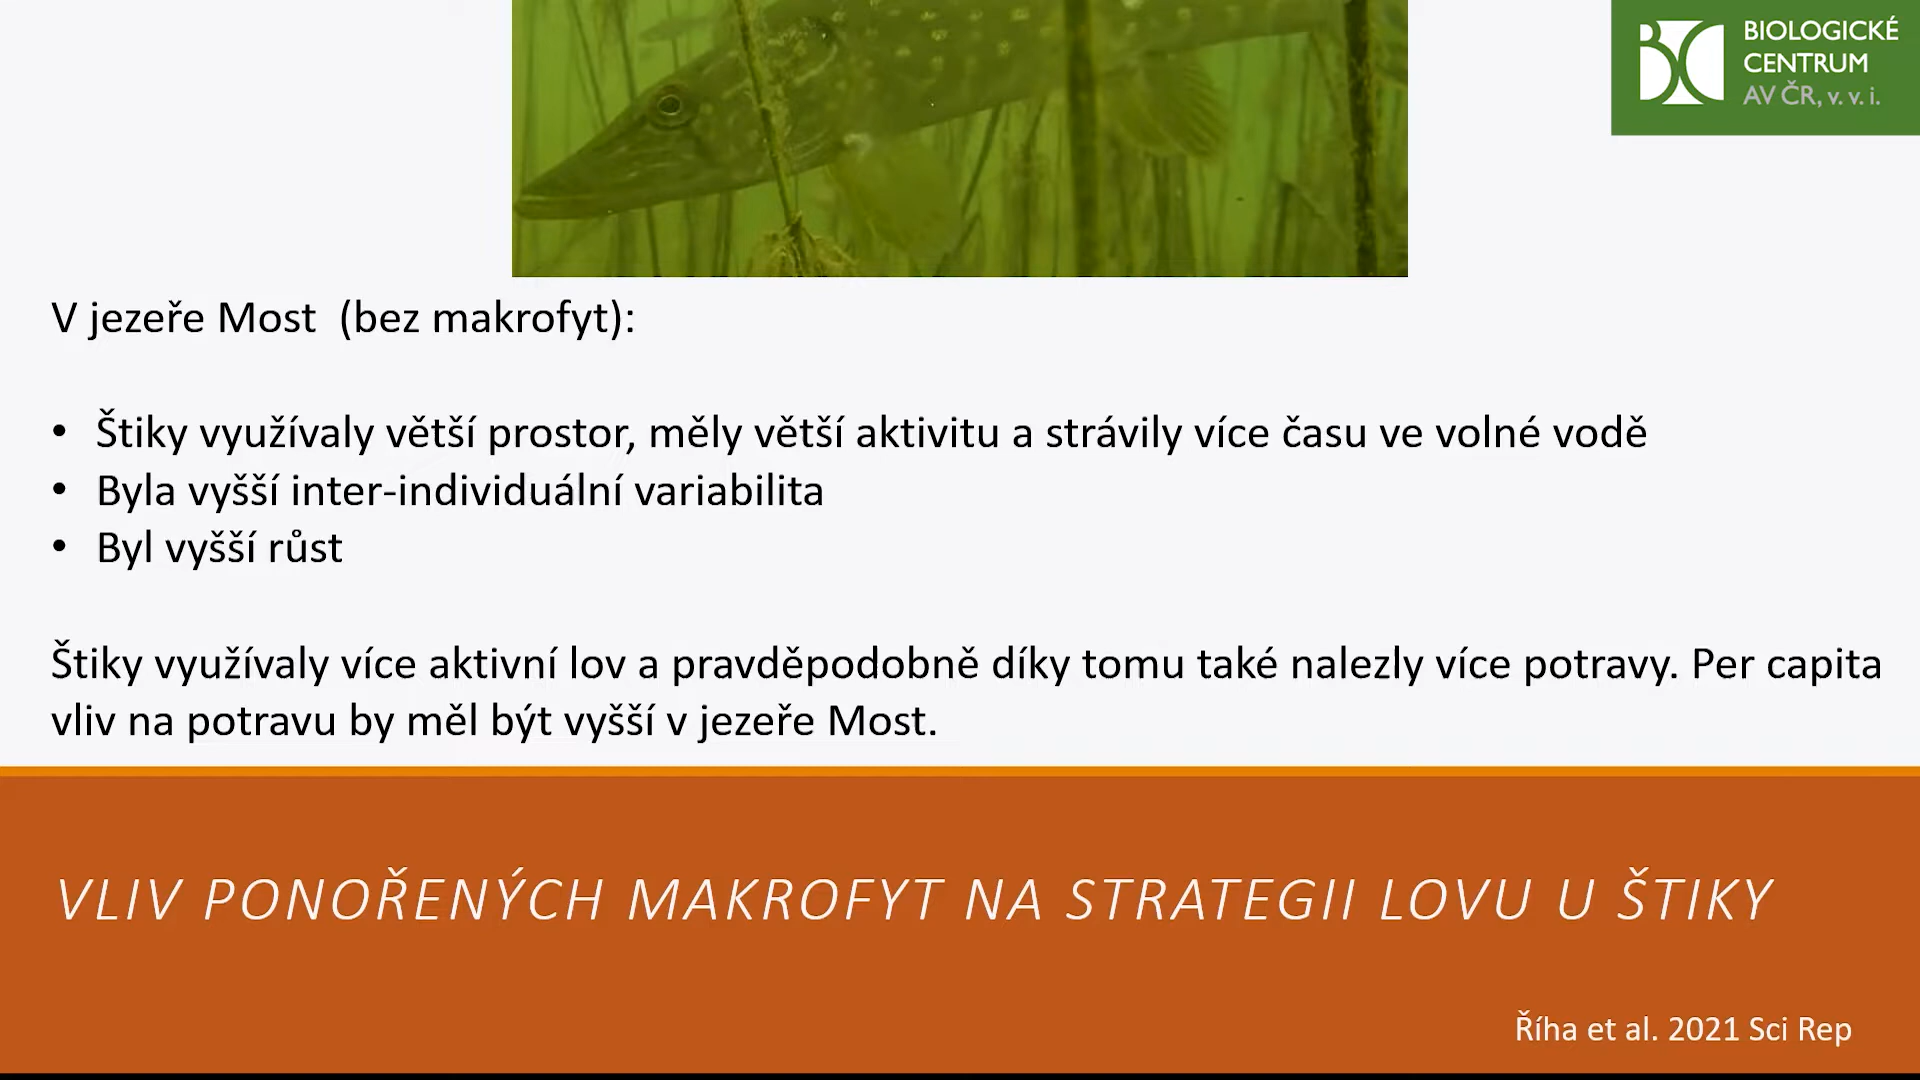 BIOLOGICKÉ
CENTRUM
AV ČR, v. v. i.
V jezeře Most  (bez makrofyt):
• Štiky využívaly větší prostor, měly větší aktivitu a strávily více času ve volné vodě
• Byla vyšší inter-individuální variabilita
• Byl vyšší růst
Štiky využívaly více aktivní lov a pravděpodobně díky tomu také nalezly více potravy. Per capita
vliv na potravu by měl být vyšší v jezeře Most.
VLIV PONOŘENÝCH MAKROFYT NA STRATEGII LOVU U ŠTIKY
Říha et al. 2021 Sci Rep